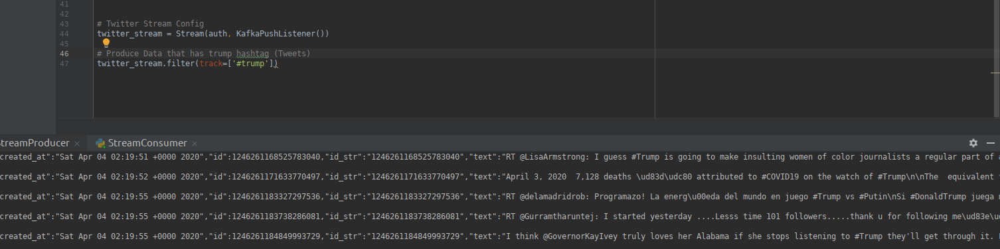 41
42
43 # Twitter Stream Config
44 twitter_stream = Stream(auth, KafkaPushListener())
45
46 # Produce Data that has trump hashtag (Tweets)
47 twitter_stream.filter(track=['#trump'])
StreamProducer × StreamConsumer ×
created_at":"Sat Apr 04 02:19:51 +0000 2020","id":1246261168525783040,"id_str":"1246261168525783040","text":"RT @LisaArmstrong: I guess #Trump is going to make insulting women of color journalists a regular part of #
created_at":"Sat Apr 04 02:19:52 +0000 2020","id":1246261171633770497,"id_str":"1246261171633770497","text":"April 3, 2020  7,128 deaths \ud83d\udc80 attributed to #COVID19 on the watch of #Trump\n\nThe  equivalent
created_at":"Sat Apr 04 02:19:55 +0000 2020","id":1246261183327297536,"id_str":"1246261183327297536","text":"RT @delamadridrob: Programazo! La energ\u00eda del mundo en juego #Trump vs #Putin\nSi #DonaldTrump juega
created_at":"Sat Apr 04 02:19:55 +0000 2020","id":1246261183738286081,"id_str":"1246261183738286081","text":"RT @Gurramtharuntej: I started yesterday ....Lesss time 101 followers.....thank u for following me\ud83e\u
created_at":"Sat Apr 04 02:19:55 +0000 2020","id":1246261184849993729,"id_str":"1246261184849993729","text":"I think @GovernorKayIvey truly loves her Alabama if she stops listening to #Trump they'll get through it.